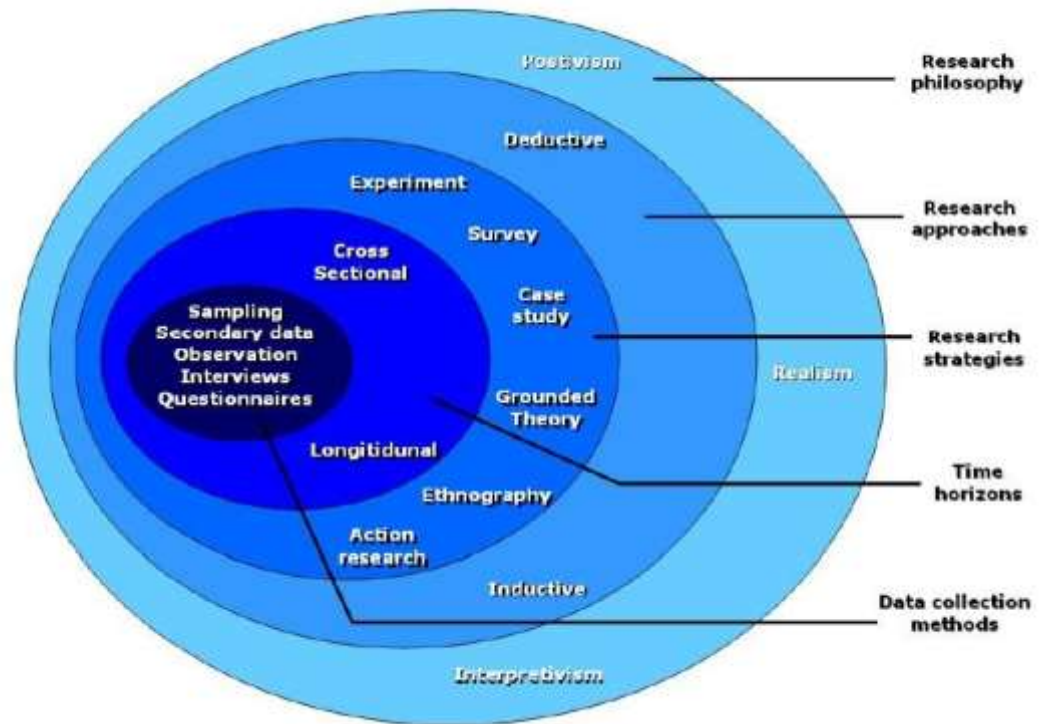 Postivism
Research
philosophy
Deductive
Experiment
Research
approaches
Survey
Cross
Sectional
Case
study
Sampling
Secondary data
Observation
Interviews
Questionnaires
Research
strategies
Realism
Grounded
Theory
Longitidunal
Time
horizons
Ethnography
Action
research
Inductive
Data collection
methods
Interpretivism